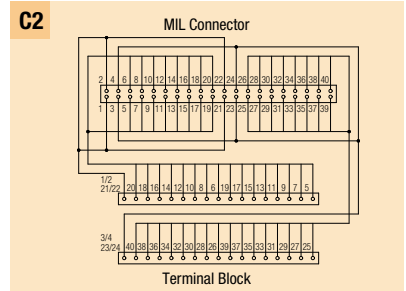 C2
MIL Connector
2 4 6 8 10 12 14 16 18 20 22 24 26 28 30 32 34 36 38 40
1 3 5 7 9 11 13 15 17 19 21 23 25 27 29 31 33 35 37 39
1/2
21/22 20 18 16 14 12 10 8 6 19 17 15 13 11 9 7 5
3/4
23/24 40 38 36 34 32 30 28 26 39 37 35 33 31 29 27 25
Terminal Block